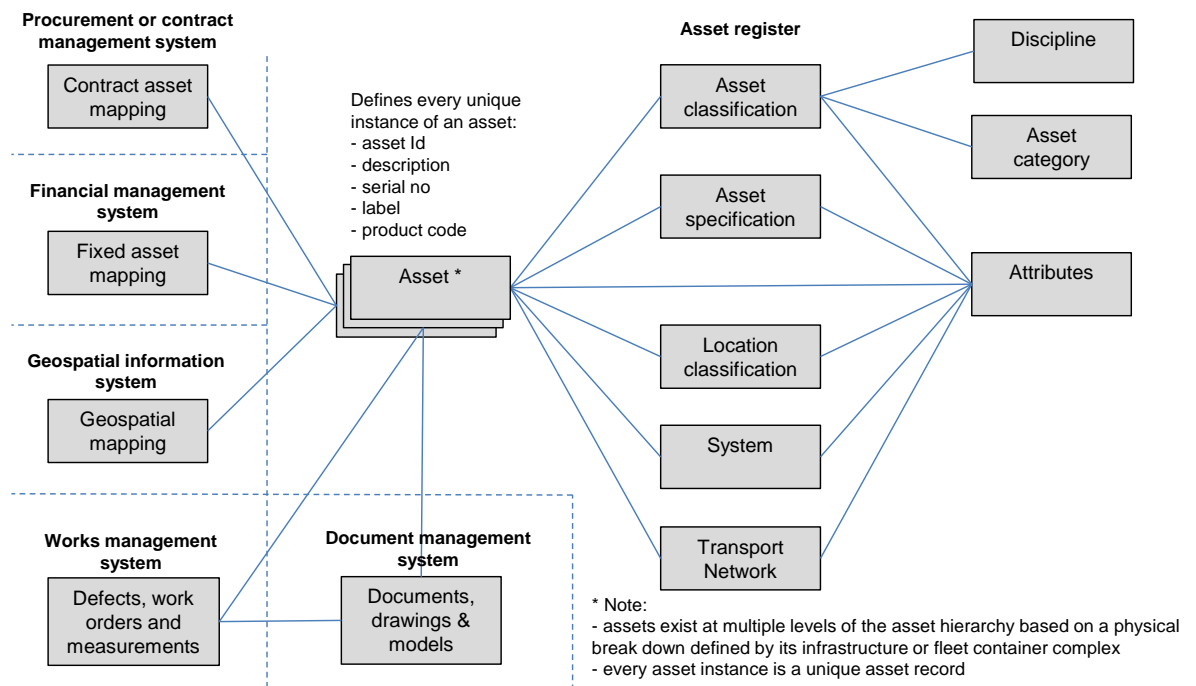 Procurement or contract
management system
Contract asset
mapping
Financial management
system
Fixed asset
mapping
Geospatial information
system
Geospatial
mapping
Works management
system
Defects, work
orders and
measurements
Document management
system
Documents,
drawings &
models
Defines every unique
instance of an asset:
- asset Id
- description
- serial no
- label
- product code
Asset *
Asset register
Asset
classification
Asset
specification
Location
classification
System
Transport
Network
Discipline
Asset
category
Attributes
* Note:
- assets exist at multiple levels of the asset hierarchy based on a physical
break down defined by its infrastructure or fleet container complex
- every asset instance is a unique asset record